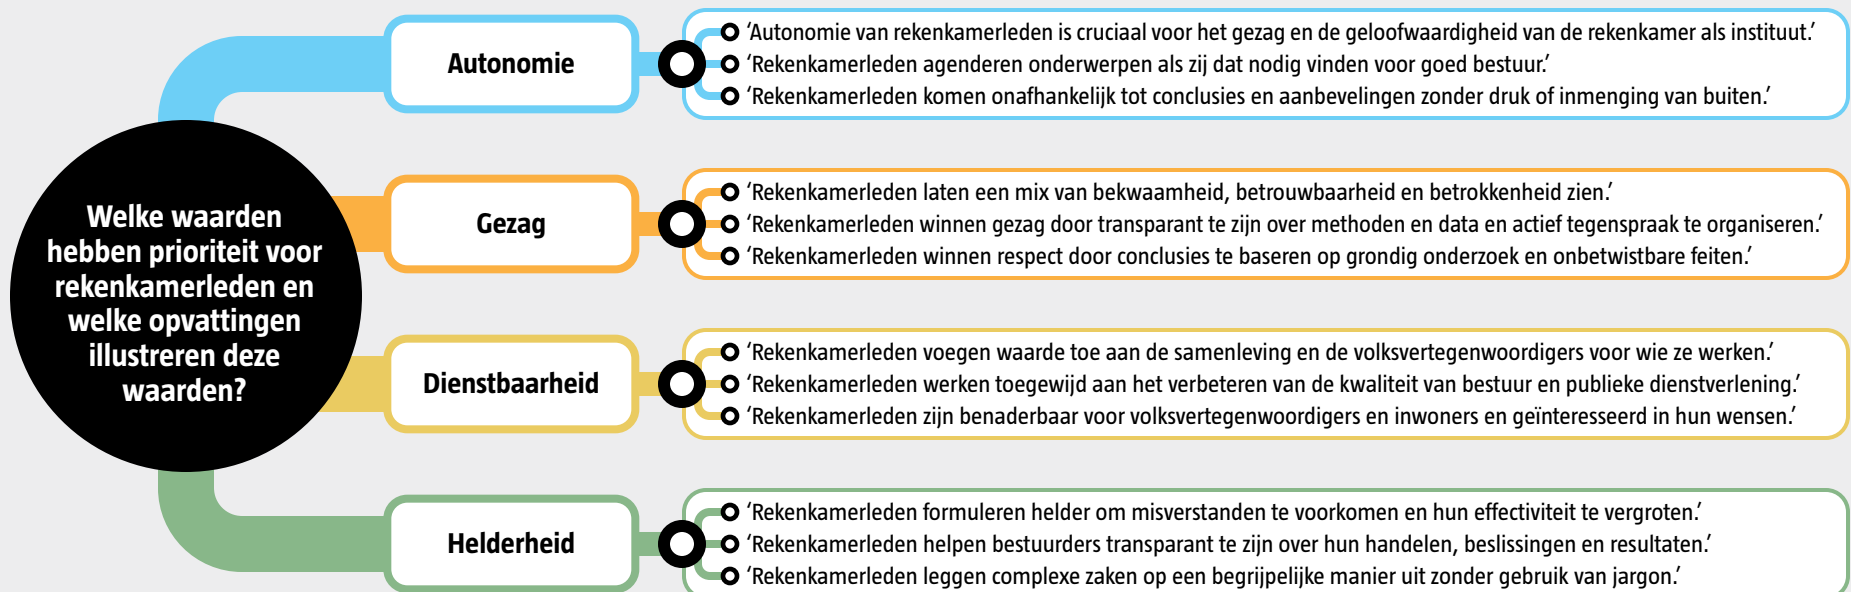 Welke waarden
hebben prioriteit voor
rekenkamerleden en
welke opvattingen
illustreren deze
waarden?
Autonomie
‘Autonomie van rekenkamerleden is cruciaal voor het gezag en de geloofwaardigheid van de rekenkamer als instituut.’
‘Rekenkamerleden agenderen onderwerpen als zij dat nodig vinden voor goed bestuur.’
‘Rekenkamerleden komen onafhankelijk tot conclusies en aanbevelingen zonder druk of inmenging van buiten.’
Gezag
‘Rekenkamerleden laten een mix van bekwaamheid, betrouwbaarheid en betrokkenheid zien.’
‘Rekenkamerleden winnen gezag door transparant te zijn over methoden en data en actief tegenspraak te organiseren.’
‘Rekenkamerleden winnen respect door conclusies te baseren op grondig onderzoek en onbetwistbare feiten.’
Dienstbaarheid
‘Rekenkamerleden voegen waarde toe aan de samenleving en de volksvertegenwoordigers voor wie ze werken.’
‘Rekenkamerleden werken toegewijd aan het verbeteren van de kwaliteit van bestuur en publieke dienstverlening.’
‘Rekenkamerleden zijn benaderbaar voor volksvertegenwoordigers en inwoners en geïnteresseerd in hun wensen.’
Helderheid
‘Rekenkamerleden formuleren helder om misverstanden te voorkomen en hun effectiviteit te vergroten.’
‘Rekenkamerleden helpen bestuurders transparant te zijn over hun handelen, beslissingen en resultaten.’
‘Rekenkamerleden leggen complexe zaken op een begrijpelijke manier uit zonder gebruik van jargon.’